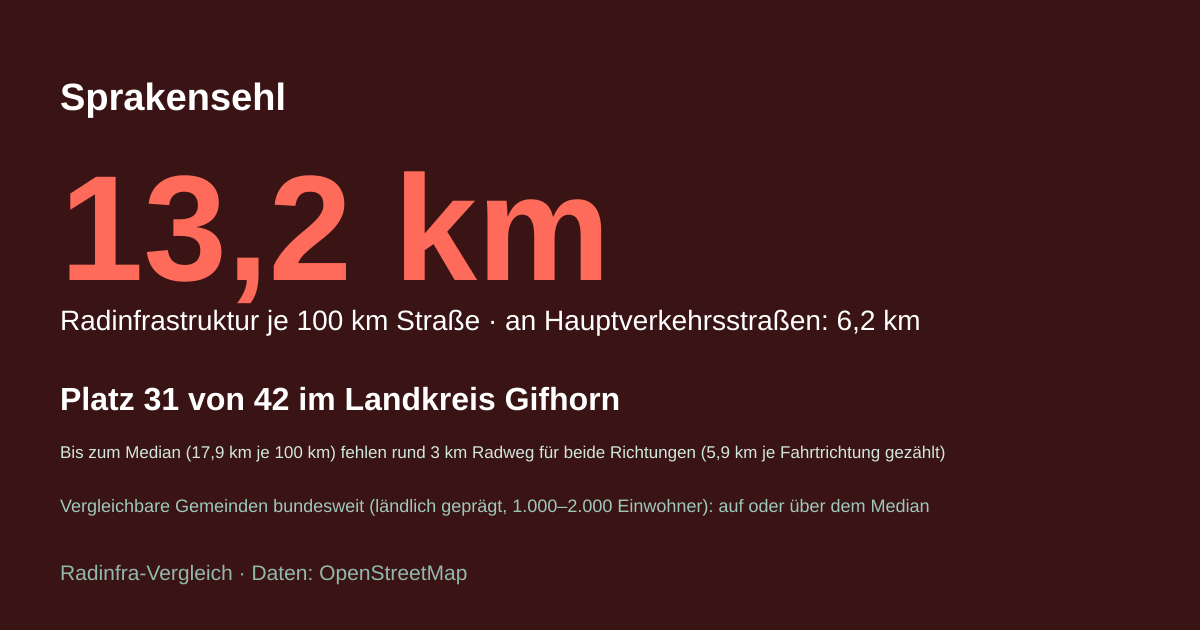 Sprakensehl
13,2 km
Radinfrastruktur je 100 km Straße · an Hauptverkehrsstraßen: 6,2 km
Platz 31 von 42 im Landkreis Gifhorn
Bis zum Median (17,9 km je 100 km) fehlen rund 3 km Radweg für beide Richtungen (5,9 km je Fahrtrichtung gezählt)
Vergleichbare Gemeinden bundesweit (ländlich geprägt, 1.000–2.000 Einwohner): auf oder über dem Median
Radinfra-Vergleich · Daten: OpenStreetMap